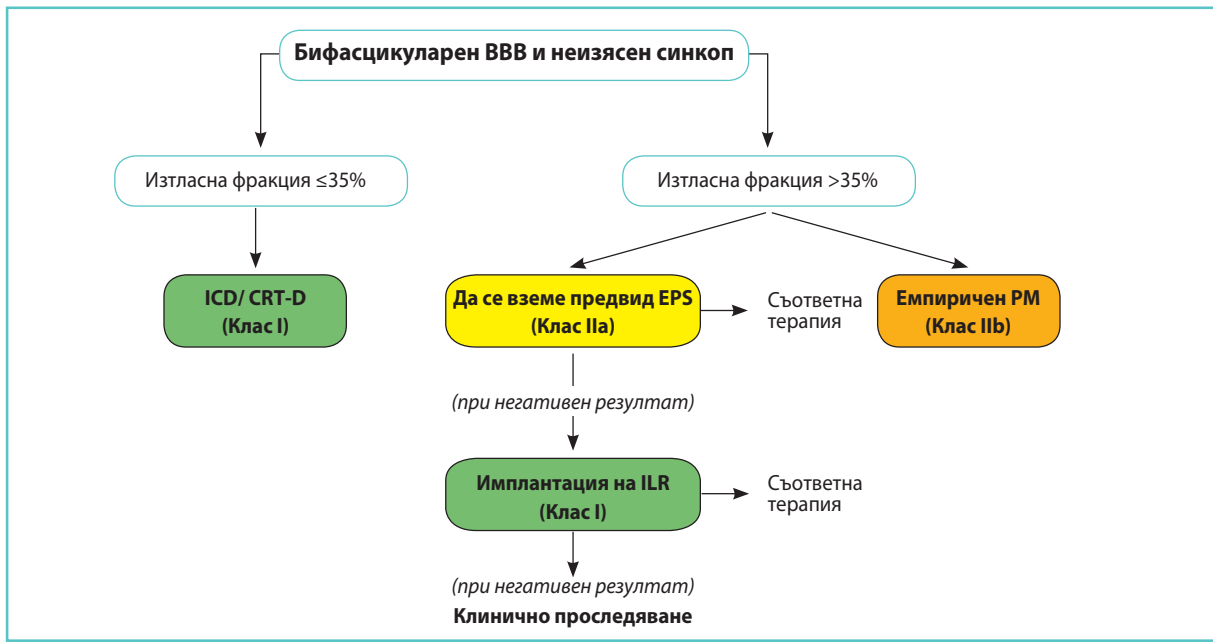 Бифасцикуларен BBB и неизясен синкоп
Изтласна фракция ≤35%
Изтласна фракция >35%
ICD/ CRT-D
(Клас I)
Да се вземе предвид EPS
(Клас IIa)
Съответна
терапия
Емпиричен PM
(Клас IIb)
(при негативен резултат)
Имплантация на ILR
(Клас I)
Съответна
терапия
(при негативен резултат)
Клинично проследяване